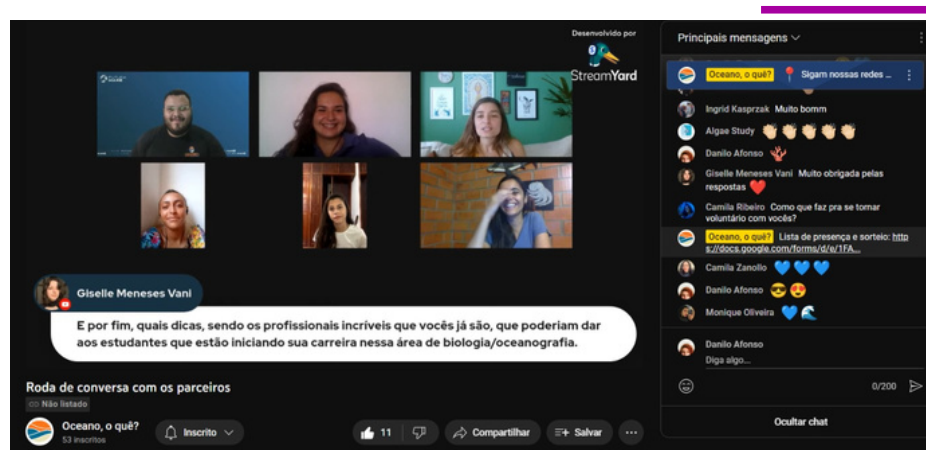 Desenvolvido por
StreamYard
Giselle Meneses Vani
E por fim, quais dicas, sendo os profissionais incríveis que vocês já são, que poderiam dar
aos estudantes que estão iniciando sua carreira nessa área de biologia/oceanografia.
Roda de conversa com os parceiros
Não listado
Oceano, o quê?
53 inscritos
Inscrito
11
Compartilhar
Salvar
Principais mensagens
Oceano, o quê? 📍 Sigam nossas redes ...
Ingrid Kasprzak Muito bomm
Algae Study 👏🏻👏🏻👏🏻👏🏻👏🏻
Danilo Afonso 🪸
Giselle Meneses Vani Muito obrigada pelas
respostas ❤️
Camila Ribeiro Como que faz pra se tornar
voluntário com vocês?
Oceano, o quê? Lista de presença e sorteio: http
s://docs.google.com/forms/d/e/1FA...
Camila Zanollo 💙💙💙
Danilo Afonso 😎😍
Monique Oliveira 💙🌊
Danilo Afonso
Diga algo...
0/200
Ocultar chat